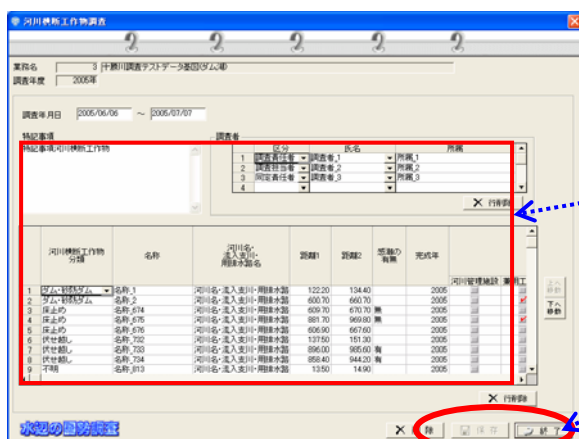 河川横断工作物調査
業務名 3 十勝川調査テストデータ基図(ダム湖)
調査年度 2005年
調査年月日 2005/06/06 ～ 2005/07/07
特記事項
特記事項河川横断工作物
調査者
区分 氏名 所属
1 調査責任者 調査者_1 所属_1
2 調査担当者 調査者_2 所属_2
3 同定責任者 調査者_3 所属_3
4
行削除
河川横断工作物分類 名称 河川名・流入支川・用排水路名 距離1 距離2 感潮の有無 完成年 河川管理施設 兼用工
1 ダム・砂防ダム 名称_1 河川名・流入支川・用排水路 122.20 134.40 2005
2 ダム・砂防ダム 名称_2 河川名・流入支川・用排水路 600.70 660.70 2005
3 床止め 名称_674 河川名・流入支川・用排水路 609.70 670.70 無 2005
4 床止め 名称_675 河川名・流入支川・用排水路 881.70 969.80 無 2005
5 床止め 名称_676 河川名・流入支川・用排水路 606.90 667.60 2005
6 伏せ越し 名称_732 河川名・流入支川・用排水路 137.50 151.30 2005
7 伏せ越し 名称_733 河川名・流入支川・用排水路 896.00 985.60 有 2005
8 伏せ越し 名称_734 河川名・流入支川・用排水路 858.40 944.20 有 2005
9 不明 名称_813 河川名・流入支川・用排水路 13.50 14.90 2005
上へ移動
下へ移動
行削除
水辺の国勢調査
除 保存 終了